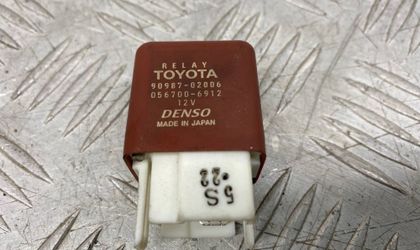 RELAY
TOYOTA
90987-02006
056700-6912
12V
DENSO
MADE IN JAPAN
5S
-22